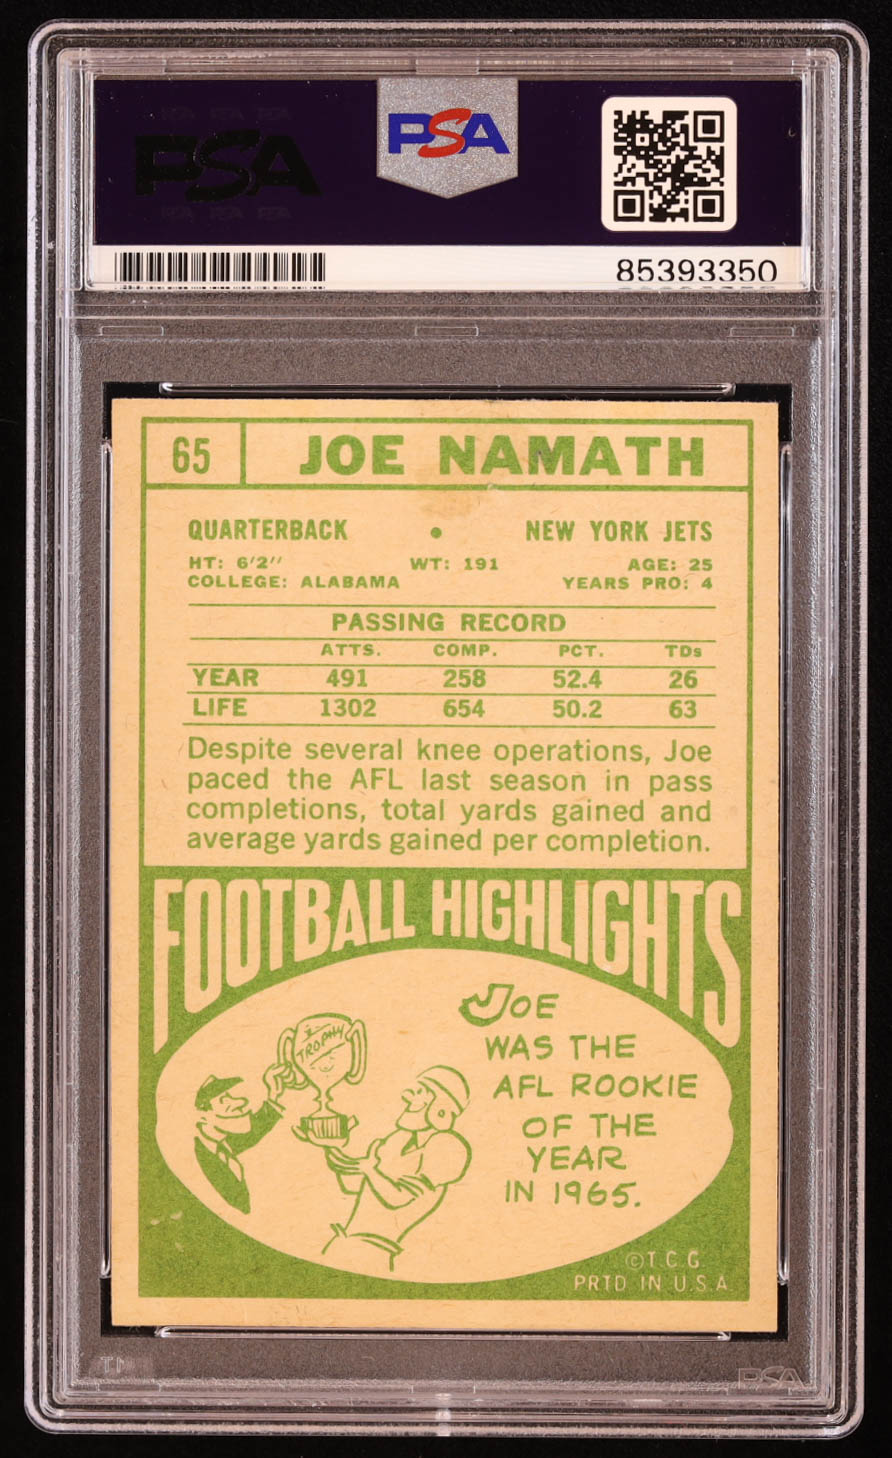 PSA
PSA
85393350
65 JOE NAMATH
QUARTERBACK • NEW YORK JETS
HT: 6'2" WT: 191 AGE: 25
COLLEGE: ALABAMA YEARS PRO: 4
PASSING RECORD
ATTS. COMP. PCT. TDs
YEAR 491 258 52.4 26
LIFE 1302 654 50.2 63
Despite several knee operations, Joe
paced the AFL last season in pass
completions, total yards gained and
average yards gained per completion.
FOOTBALL HIGHLIGHTS
TROPHY
JOE
WAS THE
AFL ROOKIE
OF THE
YEAR
IN 1965.
©T.C.G.
PRTD IN U.S.A.
PSA